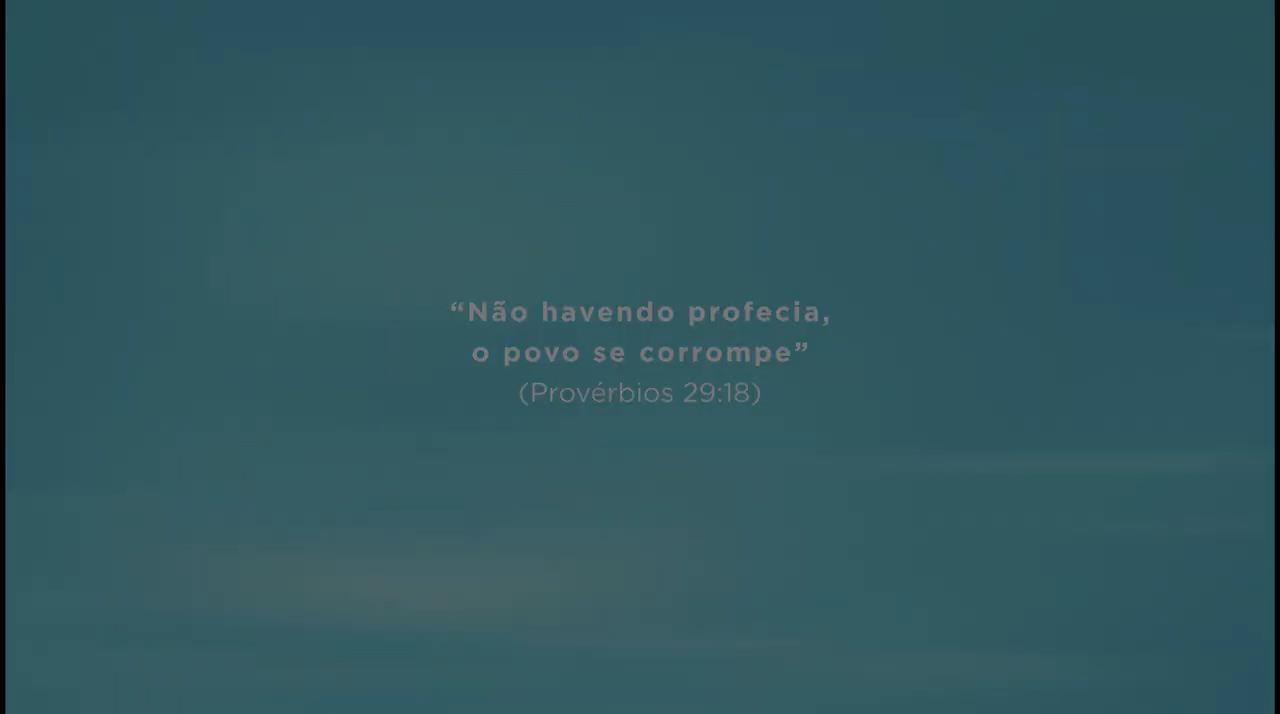 “Não havendo profecia,
o povo se corrompe”
(Provérbios 29:18)